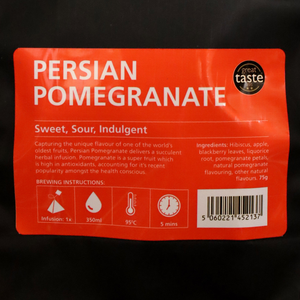 PERSIAN
POMEGRANATE
great
taste
Sweet, Sour, Indulgent
Capturing the unique flavour of one of the world's
oldest fruits, Persian Pomegranate delivers a succulent
herbal infusion. Pomegranate is a super fruit which
is high in antioxidants, accounting for it's recent
popularity amongst the health conscious.
Ingredients: Hibiscus, apple,
blackberry leaves, liquorice
root, pomegranate petal,
natural pomegranate
flavouring, other natural
flavours. 75g
BREWING INSTRUCTIONS:
Infusion: 1x
350ml
95°C
5 mins
5 060221 452137